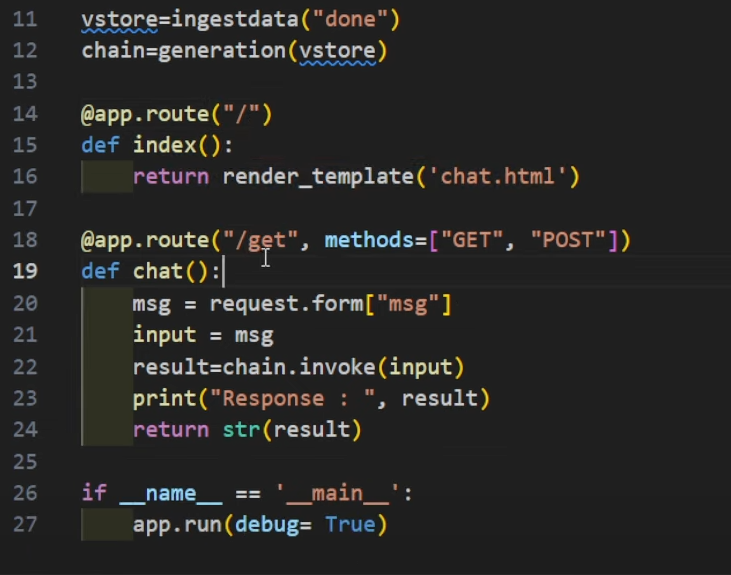 11 vstore=ingestdata("done")
12 chain=generation(vstore)
13
14 @app.route("/")
15 def index():
16     return render_template('chat.html')
17
18 @app.route("/get", methods=["GET", "POST"])
19 def chat():
20     msg = request.form["msg"]
21     input = msg
22     result=chain.invoke(input)
23     print("Response : ", result)
24     return str(result)
25
26 if __name__ == '__main__':
27     app.run(debug= True)